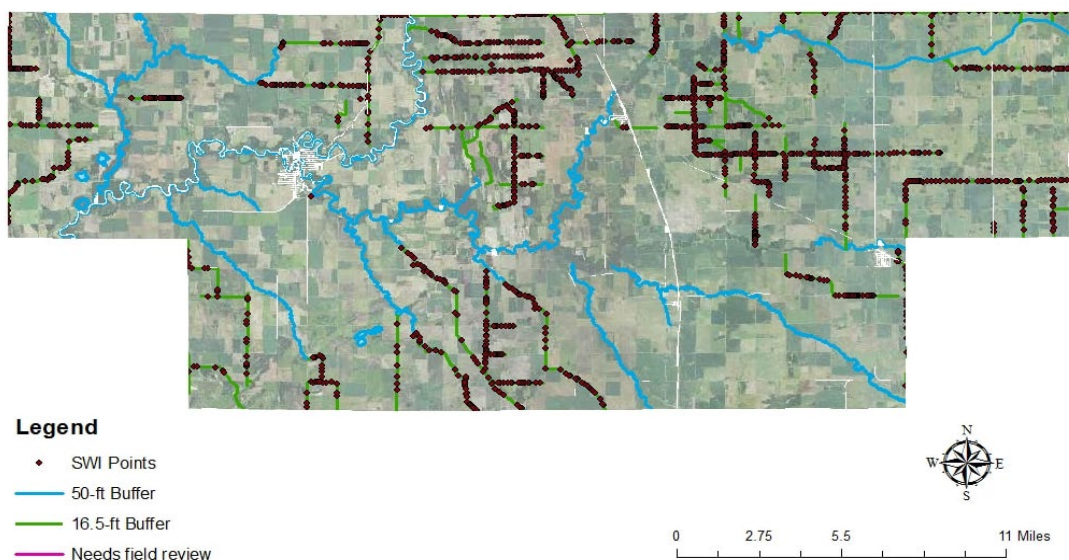 Legend
SWI Points
50-ft Buffer
16.5-ft Buffer
Needs field review
N
W E
S
0 2.75 5.5 11 Miles